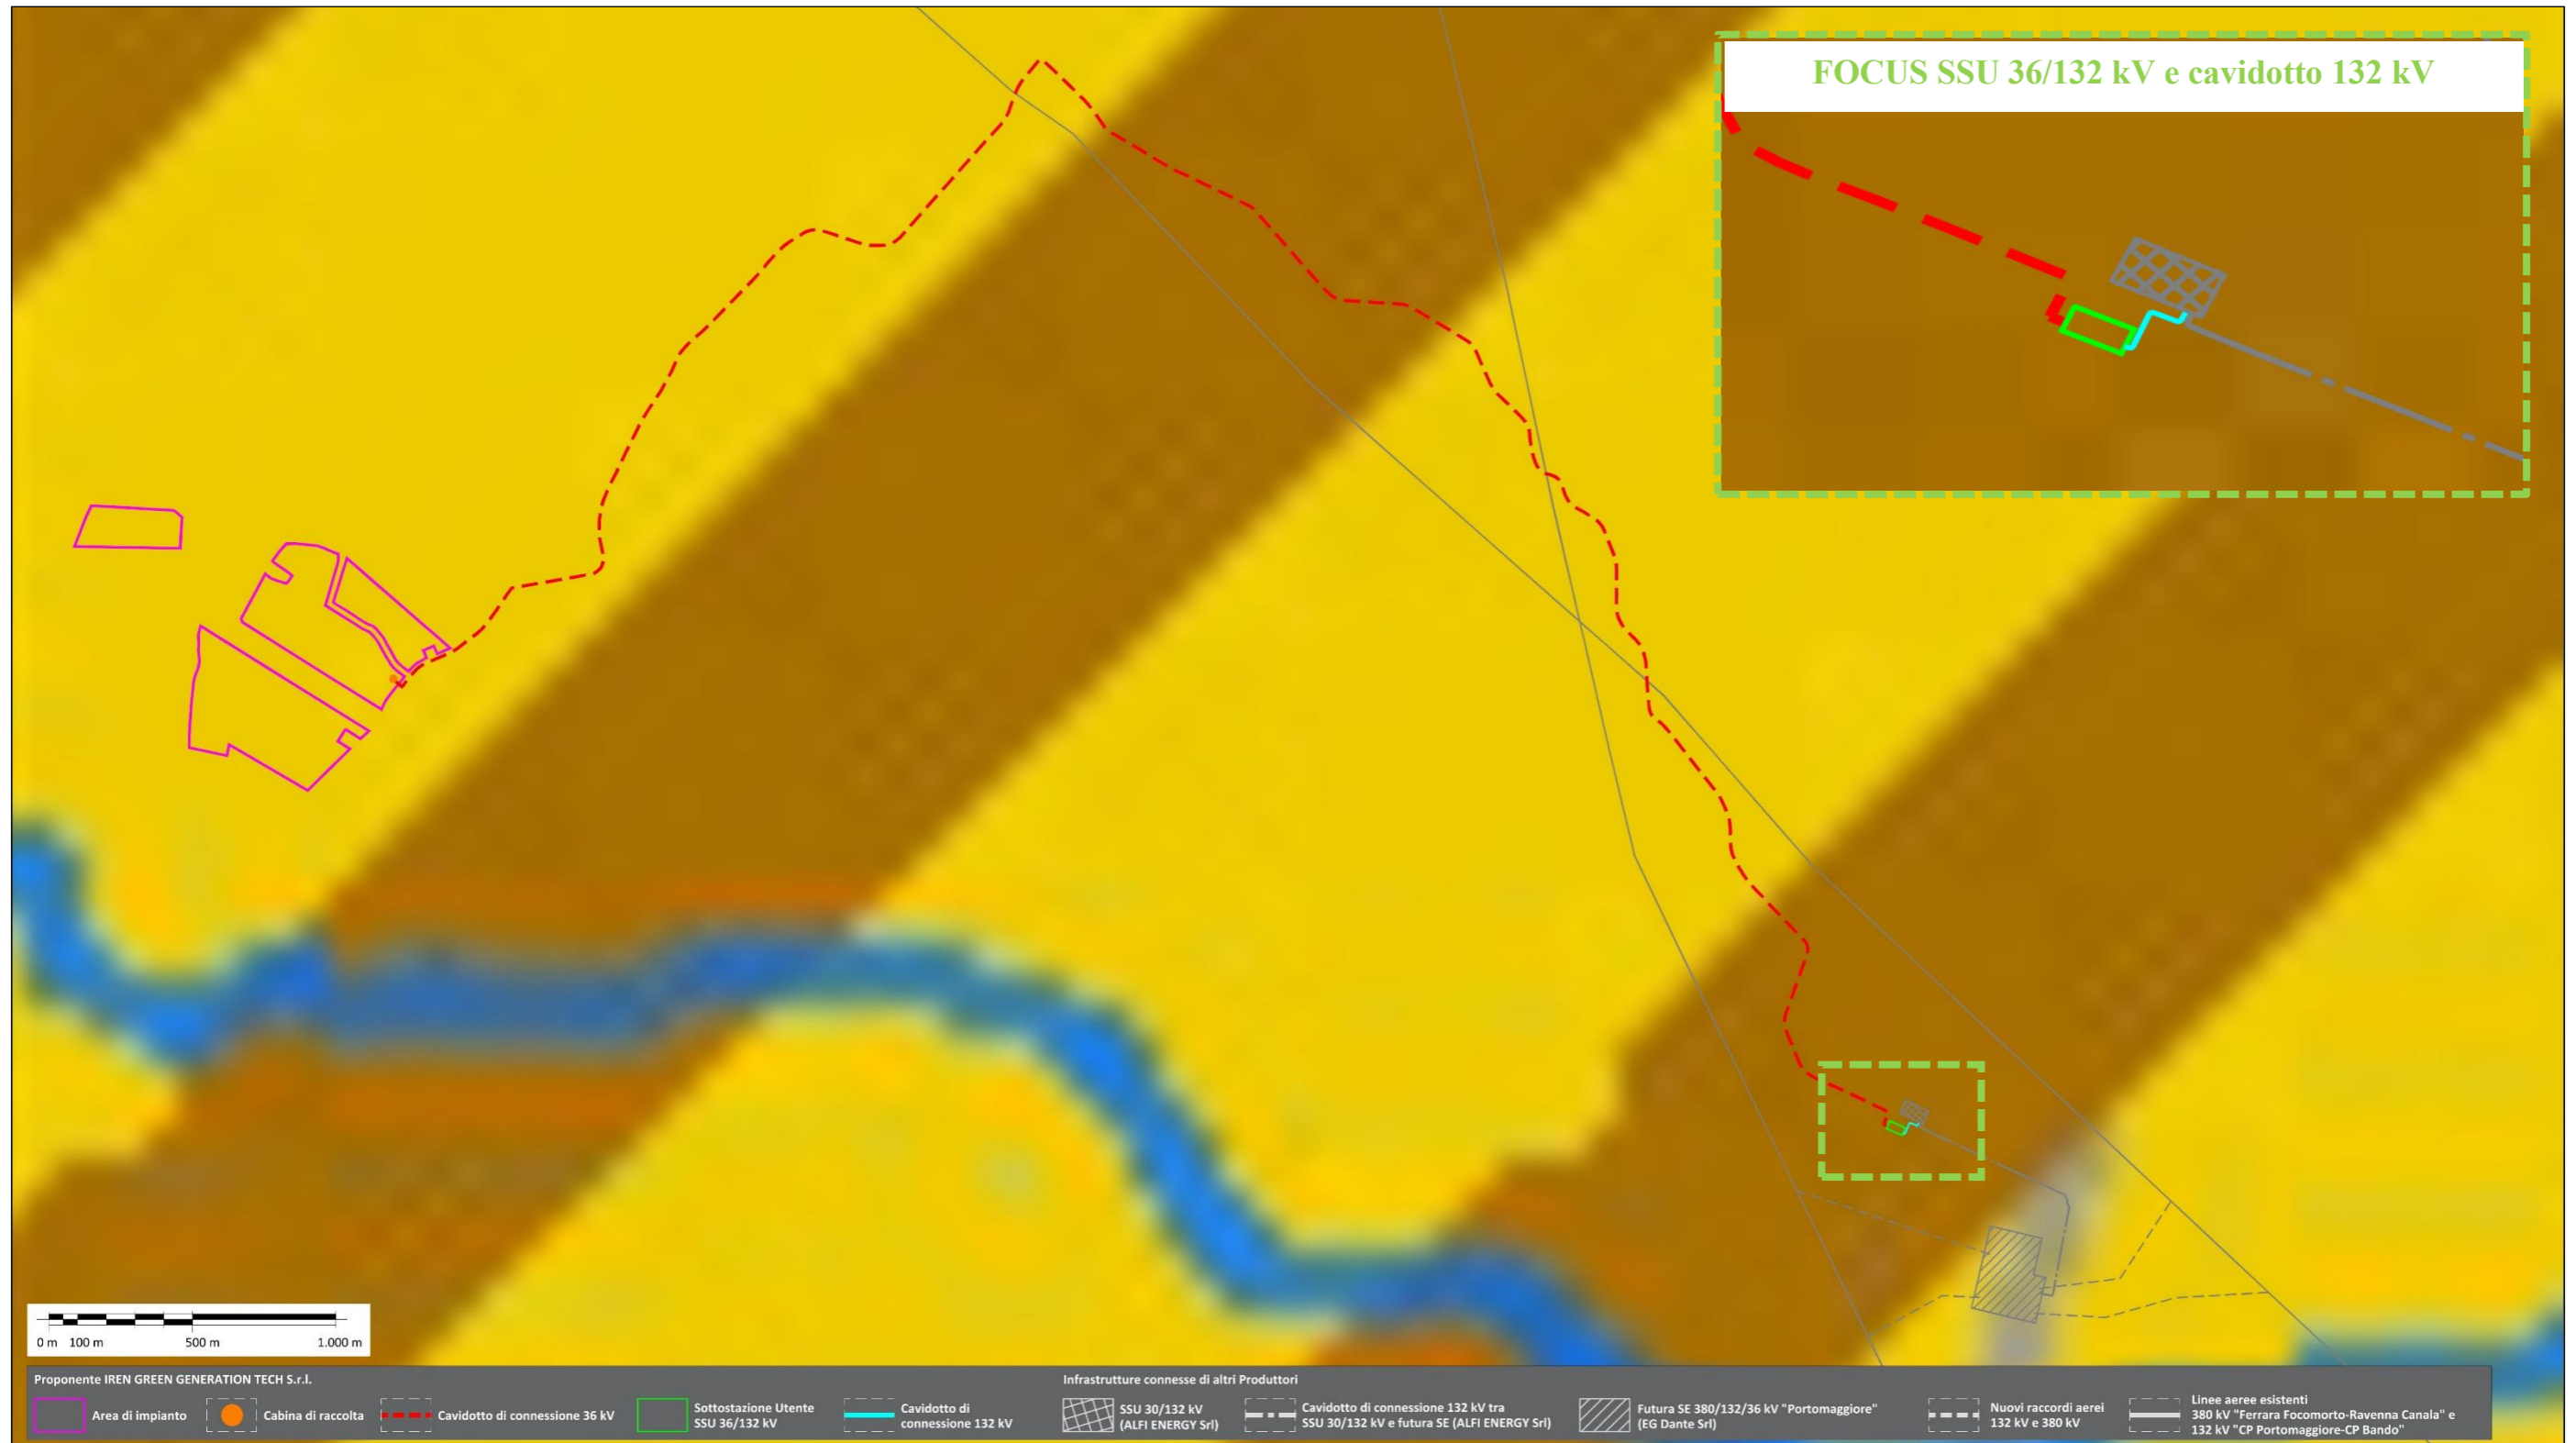 FOCUS SSU 36/132 kV e cavidotto 132 kV
0 m 100 m 500 m 1.000 m
Proponente IREN GREEN GENERATION TECH S.r.l.
Area di impianto
Cabina di raccolta
Cavidotto di connessione 36 kV
Sottostazione Utente
SSU 36/132 kV
Cavidotto di
connessione 132 kV
Infrastrutture connesse di altri Produttori
SSU 30/132 kV
(ALFI ENERGY Srl)
Cavidotto di connessione 132 kV tra
SSU 30/132 kV e futura SE (ALFI ENERGY Srl)
Futura SE 380/132/36 kV "Portomaggiore"
(EG Dante Srl)
Nuovi raccordi aerei
132 kV e 380 kV
Linee aeree esistenti
380 kV "Ferrara Focomorto-Ravenna Canala" e
132 kV "CP Portomaggiore-CP Bando"